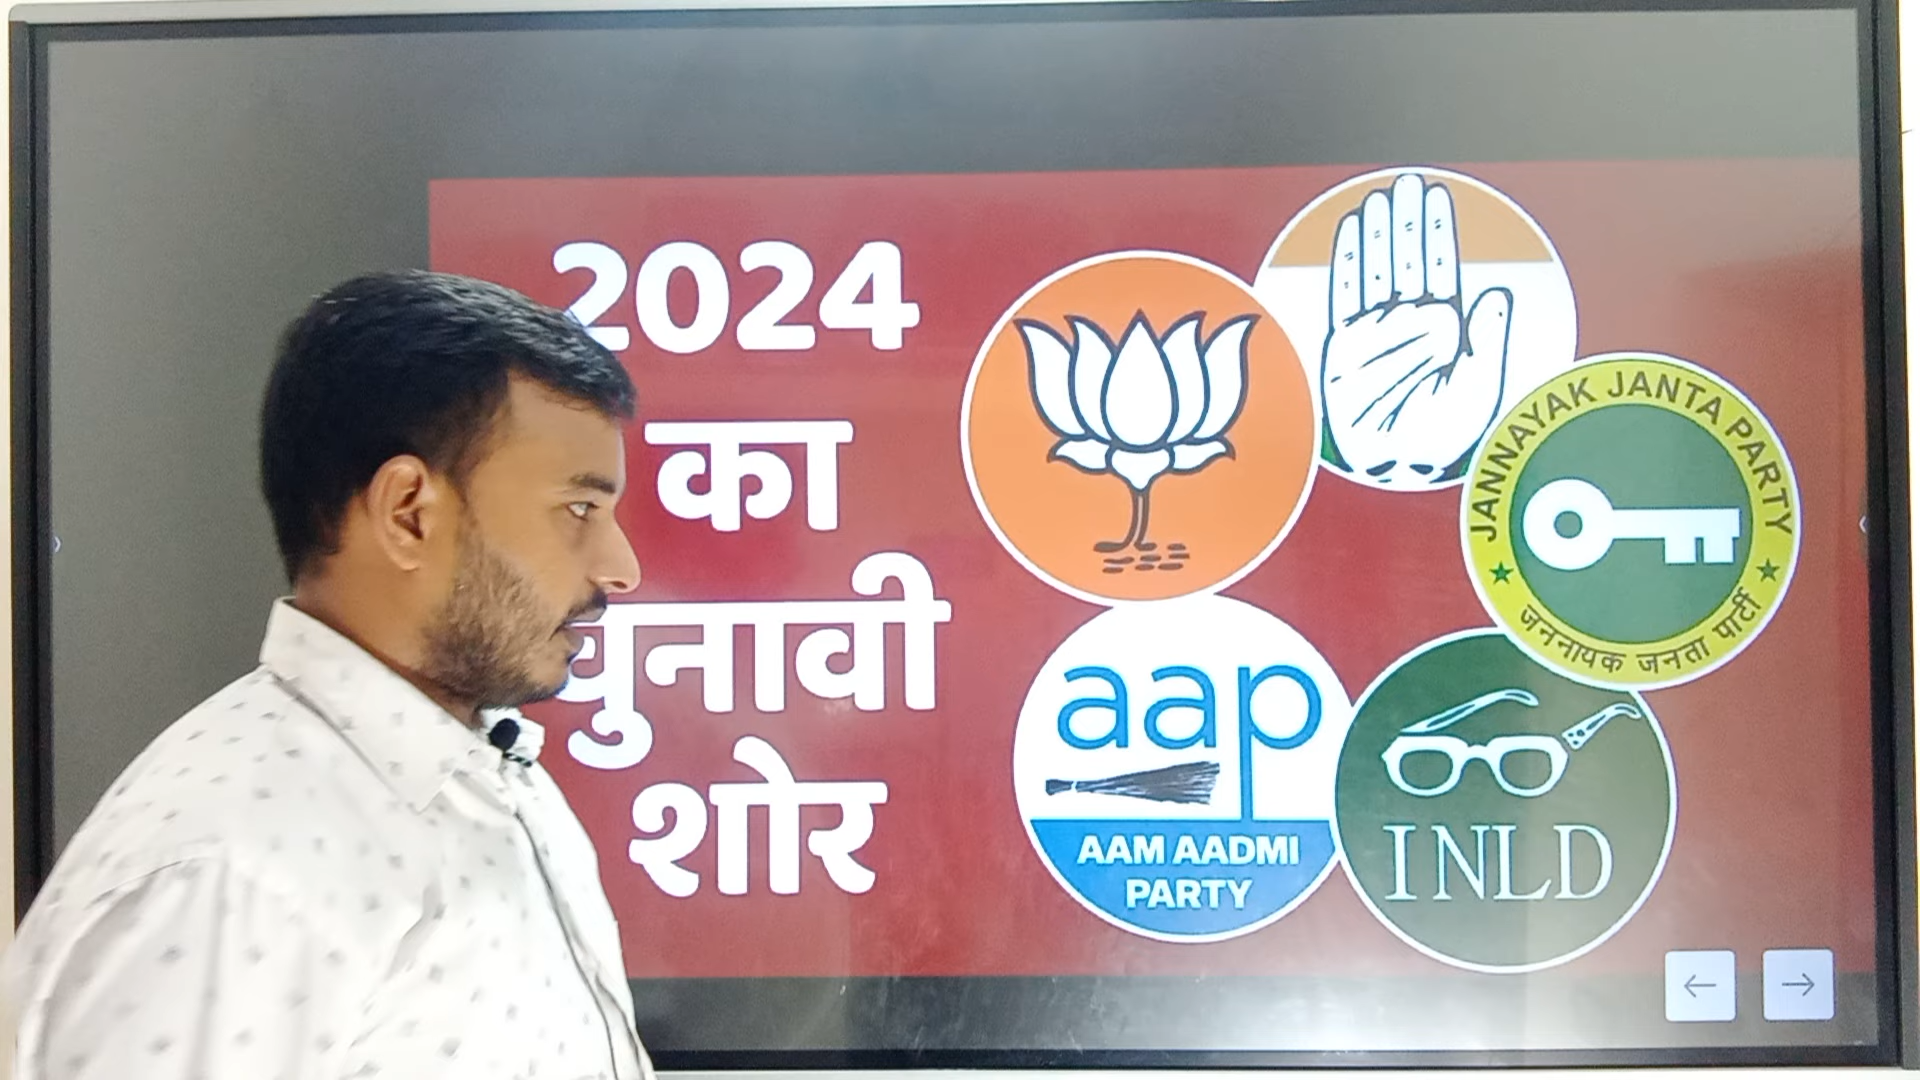 2024
का
चुनावी
शोर
JANNAYAK JANTA PARTY
जननायक जनता पार्टी
aap
AAM AADMI
PARTY
INLD